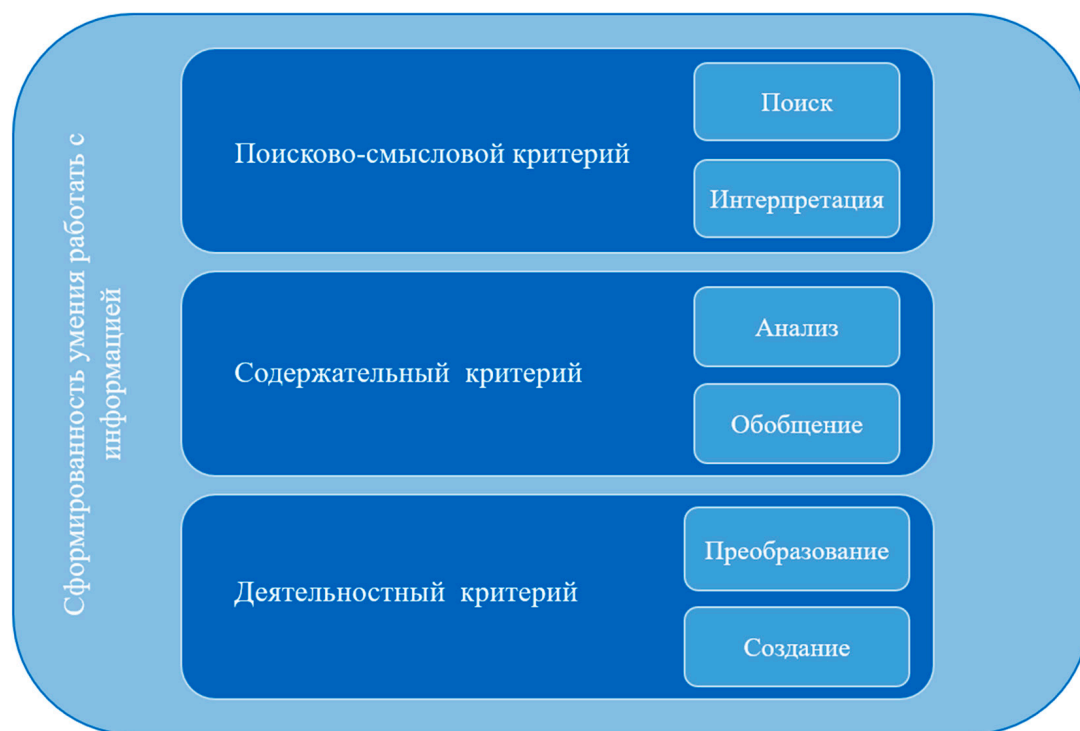 Сформированность умения работать с
информацией
Поисково-смысловой критерий
Поиск
Интерпретация
Содержательный критерий
Анализ
Обобщение
Деятельностный критерий
Преобразование
Создание